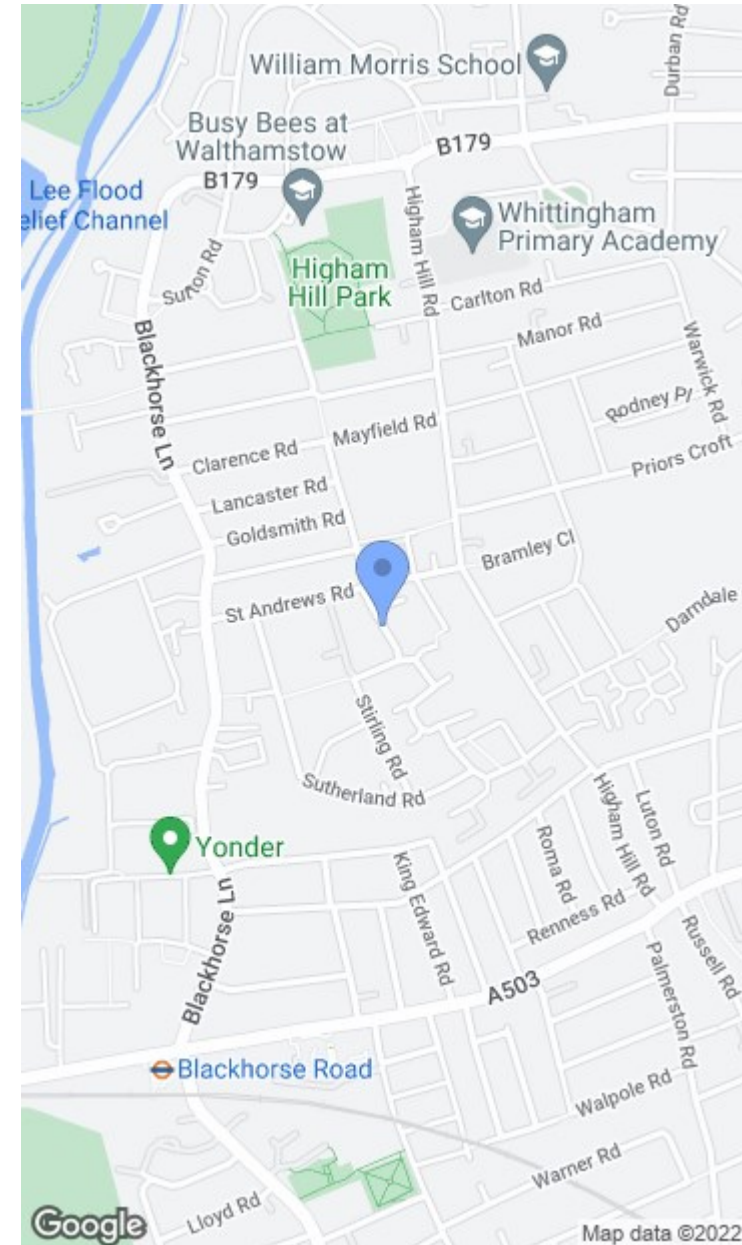 Durban Rd
William Morris School
Busy Bees at
Walthamstow
B179
B179
Lee Flood
elief Channel
Higham Hill Rd
Whittingham
Primary Academy
Higham
Hill Park
Sutton Rd
Carlton Rd
Manor Rd
Blackhorse Ln
Warwick Rd
Rodney Pl
Mayfield Rd
Clarence Rd
Priors Croft
Lancaster Rd
Goldsmith Rd
Bramley Cl
St Andrews Rd
Darndale
Stirling Rd
Sutherland Rd
Higham Hill Rd
Luton Rd
Yonder
Roma Rd
King Edward Rd
Renness Rd
Blackhorse Ln
Russell Rd
Palmerston Rd
A503
Blackhorse Road
Walpole Rd
Warner Rd
Lloyd Rd
Google
Map data ©2022